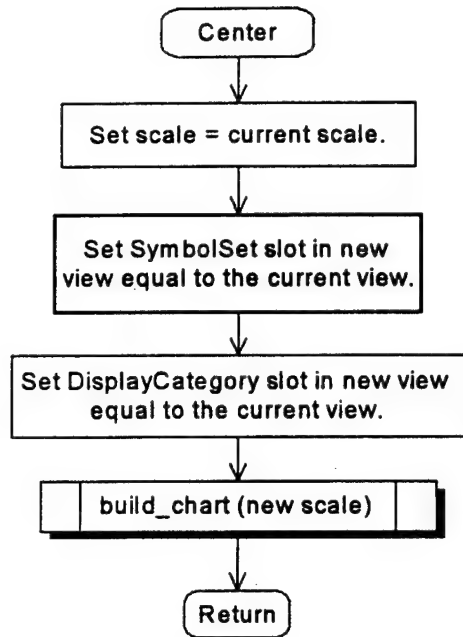 Center
Set scale = current scale.
Set SymbolSet slot in new
view equal to the current view.
Set DisplayCategory slot in new view
equal to the current view.
build_chart (new scale)
Return